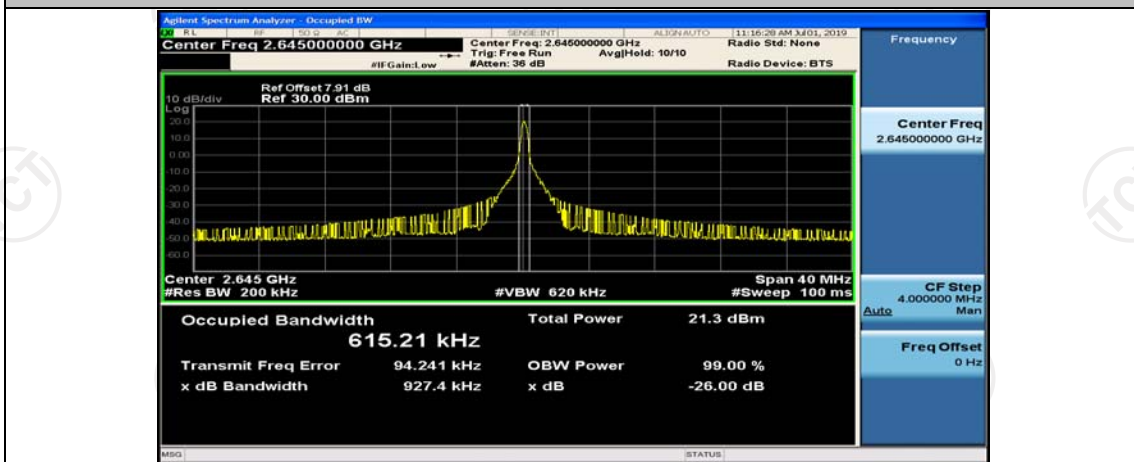 Agilent Spectrum Analyzer - Occupied BW
RL RF 50 Ω AC SENSE:INT ALIGN AUTO 11:16:28 AM Jul 01, 2019
Center Freq 2.645000000 GHz
Center Freq: 2.645000000 GHz
Radio Std: None
Trig: Free Run Avg|Hold: 10/10
#IFGain:Low #Atten: 36 dB Radio Device: BTS
Frequency
Ref Offset 7.91 dB
10 dB/div Ref 30.00 dBm
Log
20.0
10.0
0.00
-10.0
-20.0
-30.0
-40.0
-50.0
-60.0
Center 2.645 GHz Span 40 MHz
#Res BW 200 kHz #VBW 620 kHz #Sweep 100 ms
Occupied Bandwidth Total Power 21.3 dBm
615.21 kHz
Transmit Freq Error 94.241 kHz OBW Power 99.00 %
x dB Bandwidth 927.4 kHz x dB -26.00 dB
Center Freq
2.645000000 GHz
CF Step
4.000000 MHz
Auto Man
Freq Offset
0 Hz
MSG STATUS